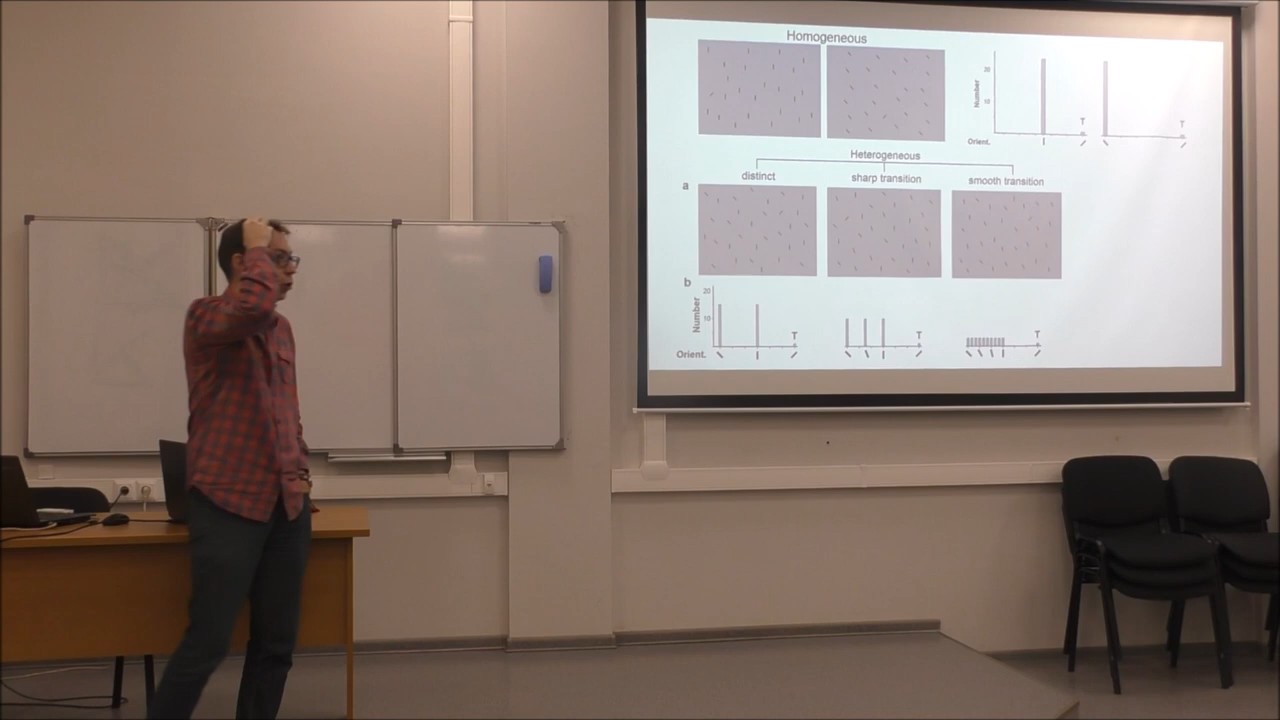 Homogeneous
Number
20
10
T
T
Orient.
Heterogeneous
distinct
sharp transition
smooth transition
a
b
Number
20
10
T
T
T
Orient.